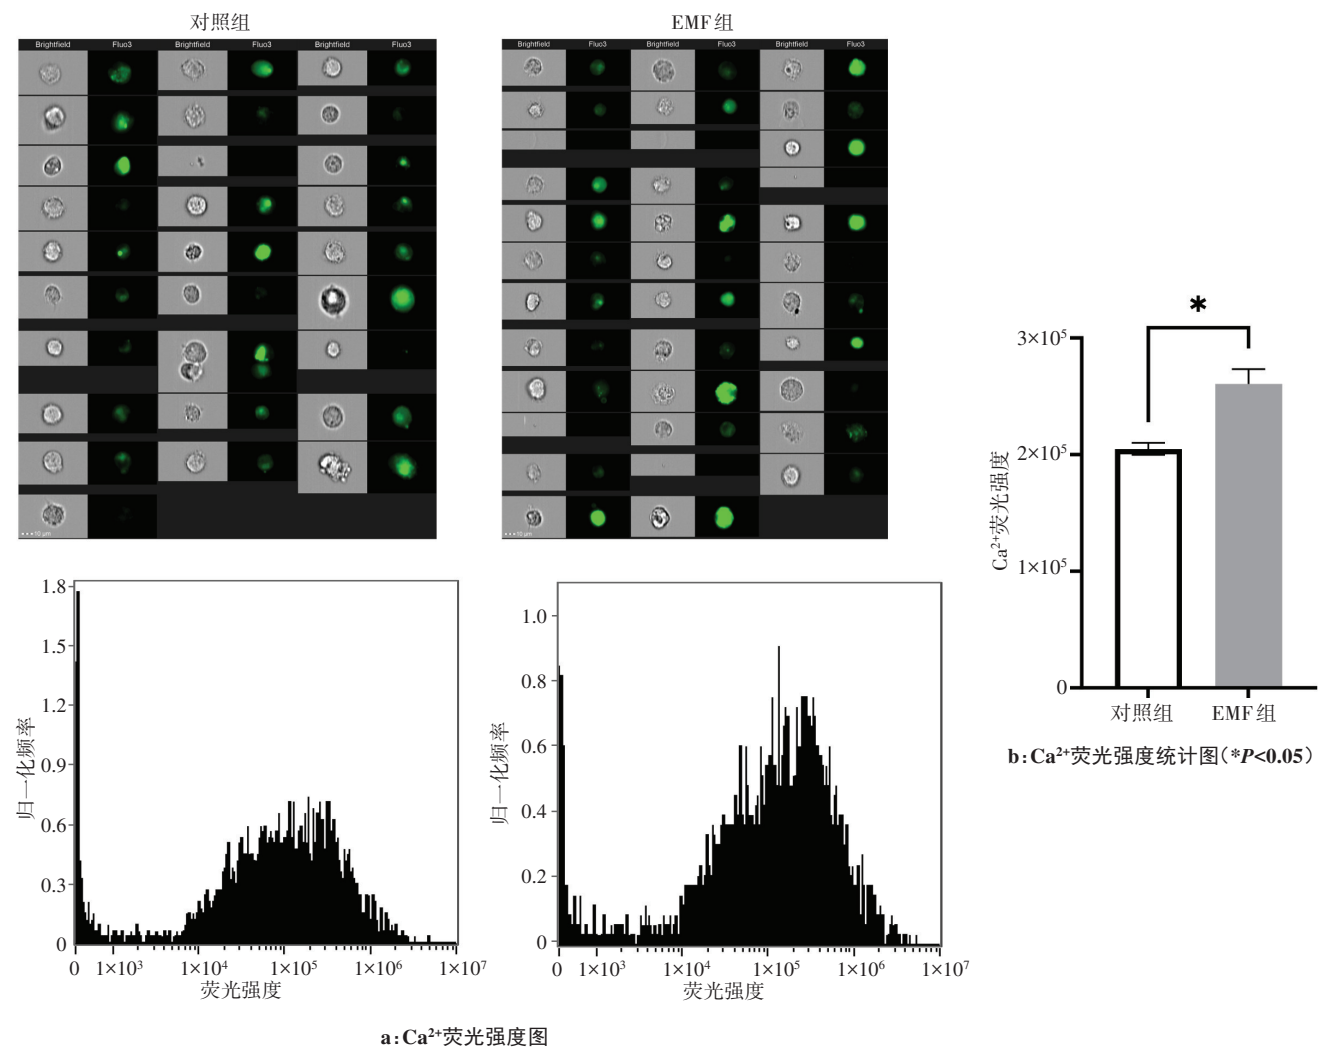 对照组
EMF组
Brightfield Fluo3 Brightfield Fluo3 Brightfield Fluo3
Brightfield Fluo3 Brightfield Fluo3 Brightfield Fluo3
10 μm
10 μm
1.8
1.5
1.2
0.9
0.6
0.3
0
归一化频率
0 1×10³ 1×10⁴ 1×10⁵ 1×10⁶ 1×10⁷
荧光强度
1.0
0.8
0.6
0.4
0.2
0
归一化频率
0 1×10³ 1×10⁴ 1×10⁵ 1×10⁶ 1×10⁷
荧光强度
a:Ca²⁺荧光强度图
*
3×10⁵
2×10⁵
1×10⁵
0
Ca²⁺荧光强度
对照组 EMF组
b:Ca²⁺荧光强度统计图(*P<0.05)